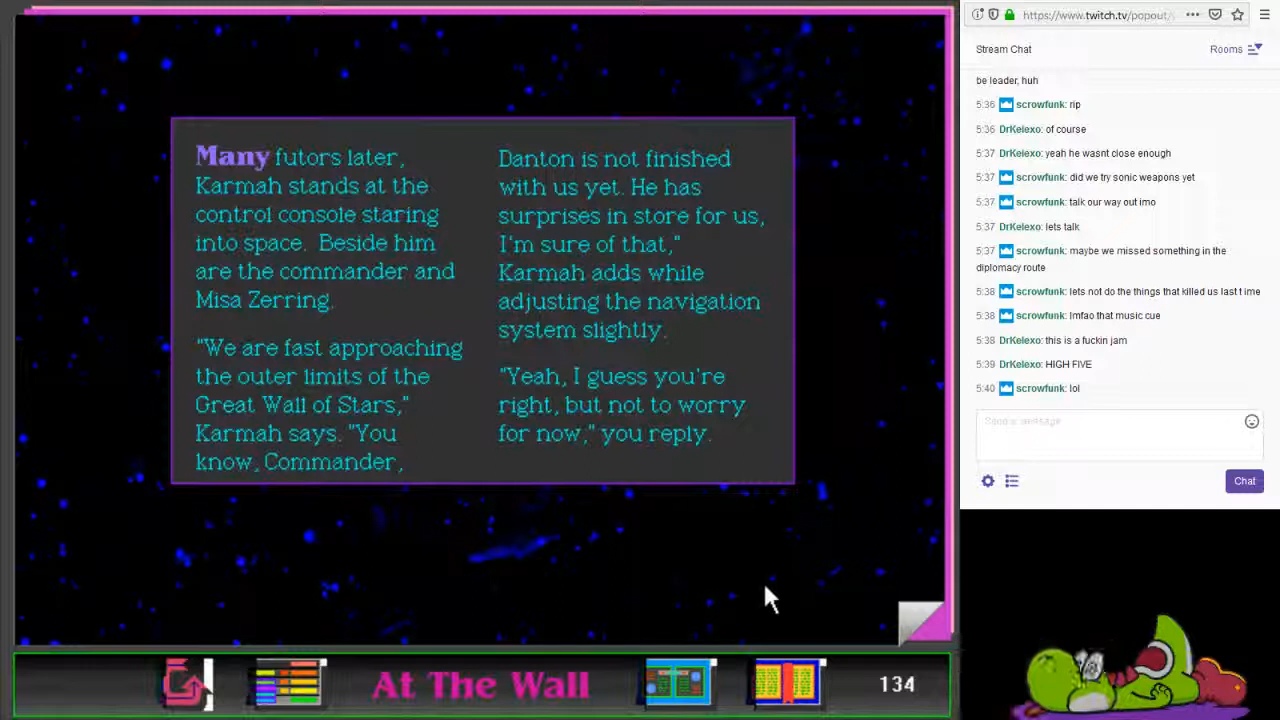 Many futors later,
Karmah stands at the
control console staring
into space. Beside him
are the commander and
Misa Zerring.
"We are fast approaching
the outer limits of the
Great Wall of Stars,"
Karmah says. "You
know, Commander,
Danton is not finished
with us yet. He has
surprises in store for us,
I'm sure of that,"
Karmah adds while
adjusting the navigation
system slightly.
"Yeah, I guess you're
right, but not to worry
for now," you reply.
At The Wall
134
https://www.twitch.tv/popout/
Stream Chat
Rooms
be leader, huh
5:36 scrowfunk: rip
5:36 DrKelexo: of course
5:37 DrKelexo: yeah he wasnt close enough
5:37 scrowfunk: did we try sonic weapons yet
5:37 scrowfunk: talk our way out imo
5:37 DrKelexo: lets talk
5:37 scrowfunk: maybe we missed something in the
diplomacy route
5:38 scrowfunk: lets not do the things that killed us last t ime
5:38 scrowfunk: lmfao that music cue
5:38 DrKelexo: this is a fuckin jam
5:39 DrKelexo: HIGH FIVE
5:40 scrowfunk: lol
Send a message
Chat